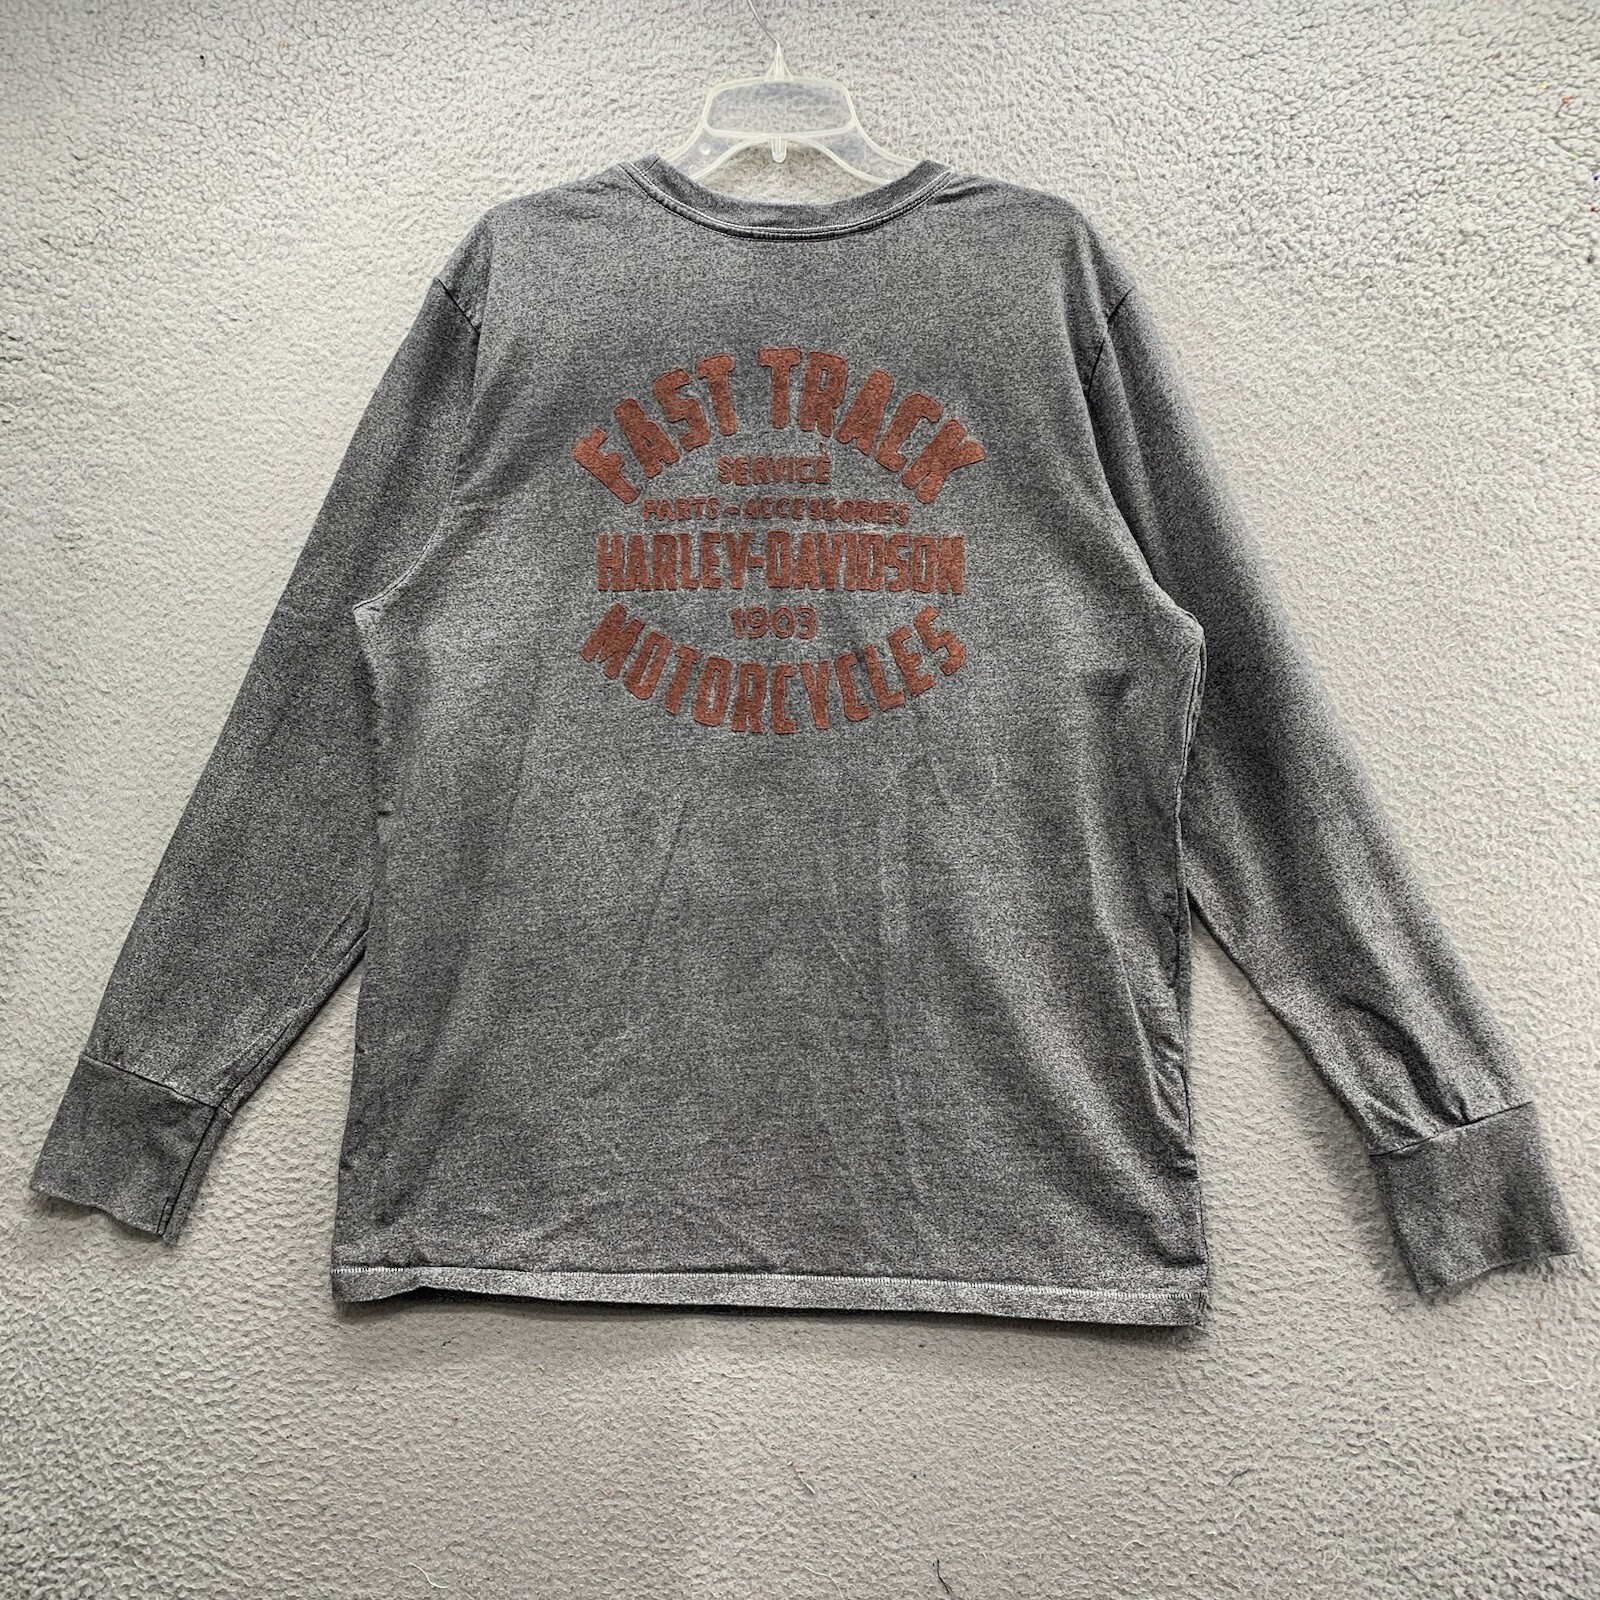 FAST TRACK
SERVICE
PARTS-ACCESSORIES
HARLEY-DAVIDSON
1903
MOTORCYCLES